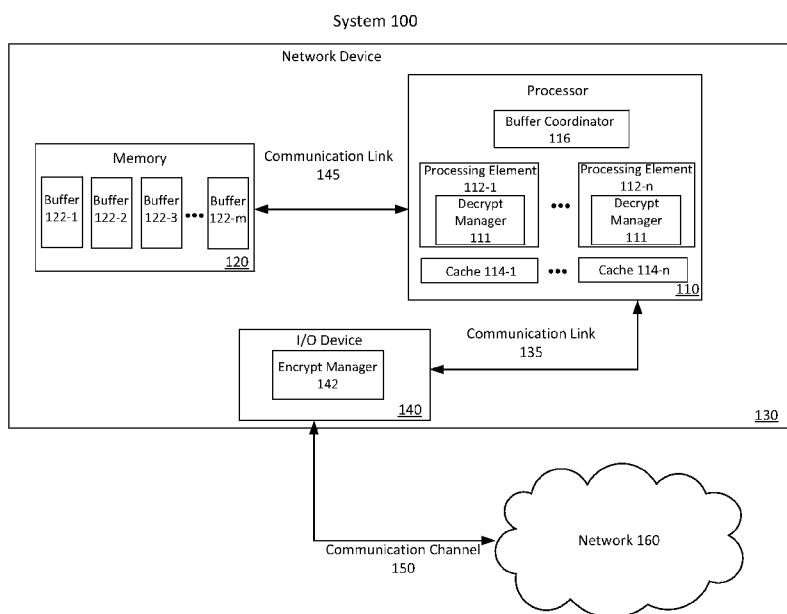 System 100
Network Device
Processor
Buffer Coordinator
116
Memory
Buffer
122-1
Buffer
122-2
Buffer
122-3
•••
Buffer
122-m
120
Communication Link
145
Processing Element
112-1
Decrypt
Manager
111
•••
Processing Element
112-n
Decrypt
Manager
111
Cache 114-1
•••
Cache 114-n
110
I/O Device
Encrypt Manager
142
140
Communication Link
135
130
Communication Channel
150
Network 160